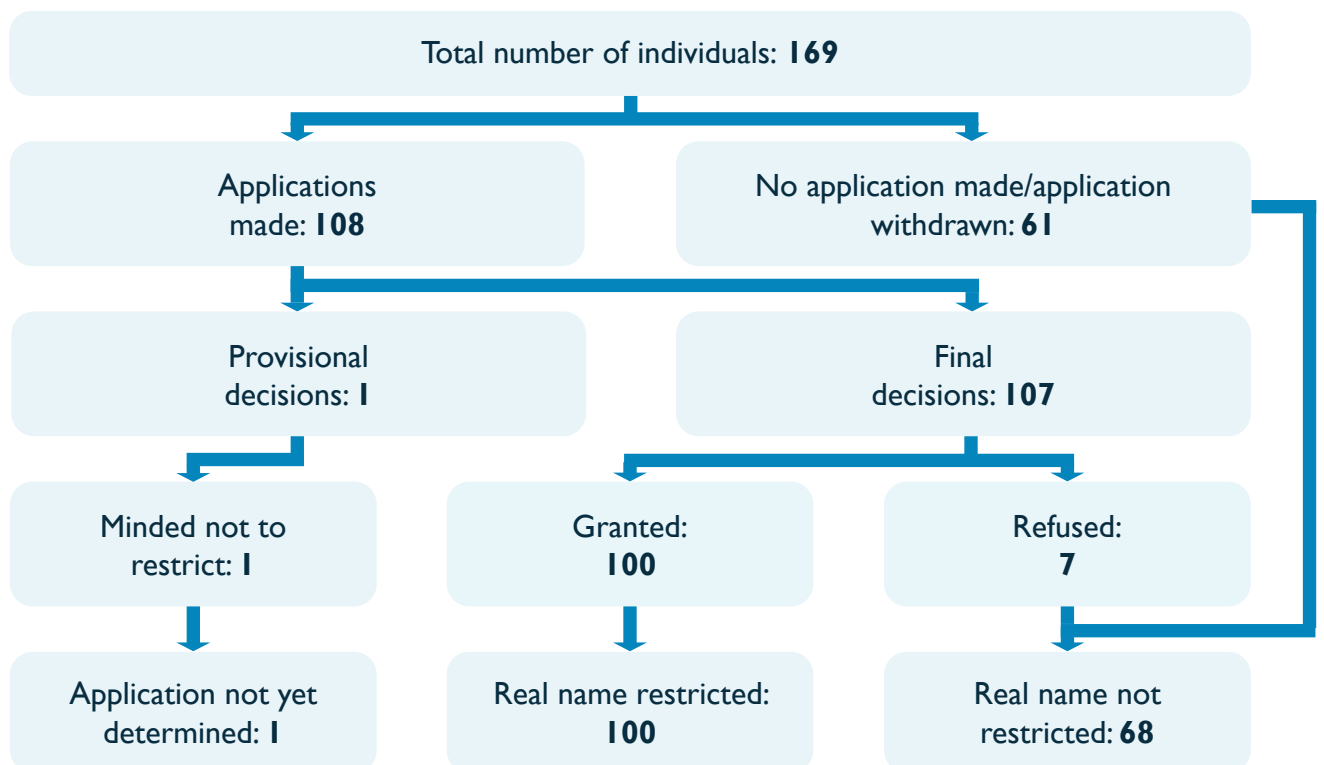 Total number of individuals: 169
Applications
made: 108
No application made/application
withdrawn: 61
Provisional
decisions: 1
Final
decisions: 107
Minded not to
restrict: 1
Granted:
100
Refused:
7
Application not yet
determined: 1
Real name restricted:
100
Real name not
restricted: 68